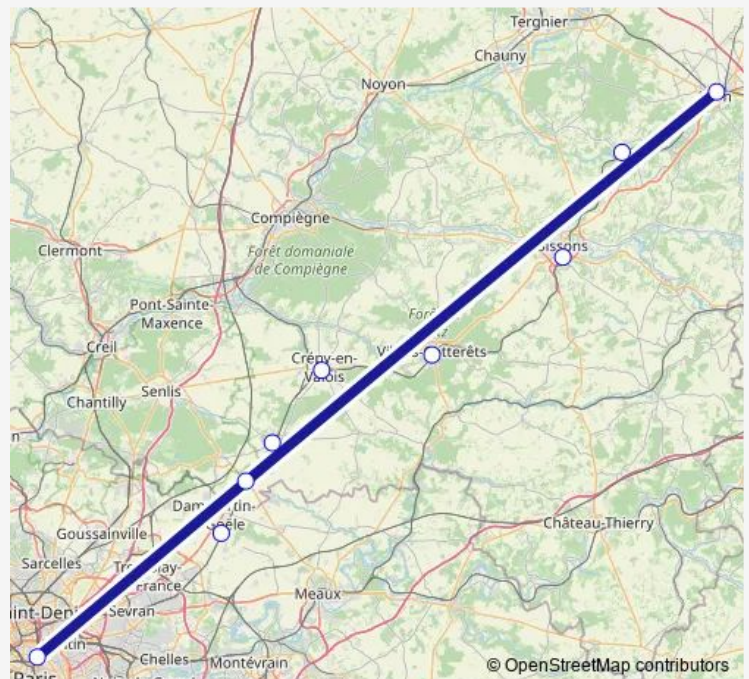 Tergnier
Chauny
Noyon
Compiègne
Clermont
Forêt domaniale
de Compiègne
Pont-Sainte-
Maxence
Creil
Crépy-en-
Valois
Senlis
Chantilly
Goussainville
Château-Thierry
Sarcelles
Meaux
Sevran
Chelles
Montévrain
Paris
© OpenStreetMap contributors